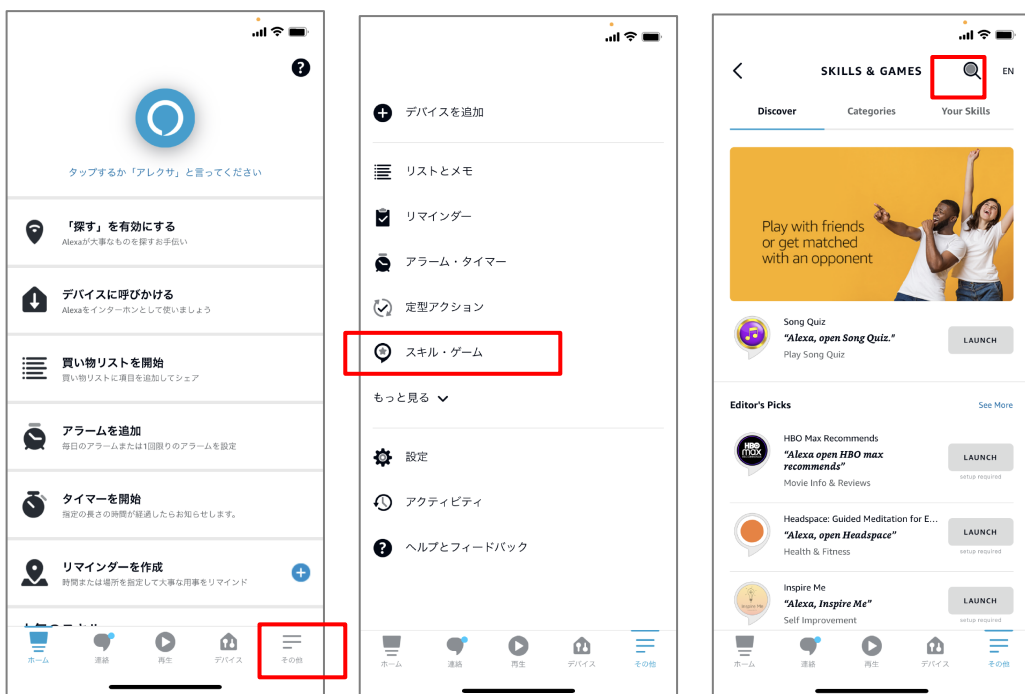 タップするか「アレクサ」と言ってください
「探す」を有効にする
Alexaが大事なものを探すお手伝い
デバイスに呼びかける
Alexaをインターホンとして使いましょう
買い物リストを開始
買い物リストに項目を追加してシェア
アラームを追加
毎日のアラームまたは1回限りのアラームを設定
タイマーを開始
指定の長さの時間が経過したらお知らせします。
リマインダーを作成
時間または場所を指定して大事な用事をリマインド
ホーム
連絡
再生
デバイス
その他
デバイスを追加
リストとメモ
リマインダー
アラーム・タイマー
定型アクション
スキル・ゲーム
もっと見る
設定
アクティビティ
ヘルプとフィードバック
ホーム
連絡
再生
デバイス
その他
SKILLS & GAMES
EN
Discover
Categories
Your Skills
Play with friends
or get matched
with an opponent
Song Quiz
“Alexa, open Song Quiz.”
Play Song Quiz
LAUNCH
Editor's Picks
See More
HBO Max Recommends
“Alexa open HBO max
recommends”
Movie Info & Reviews
LAUNCH
setup required
HBO
max
Headspace: Guided Meditation for E...
“Alexa, open Headspace”
Health & Fitness
LAUNCH
setup required
Inspire Me
“Alexa, Inspire Me”
Self Improvement
LAUNCH
setup required
Inspire Me
ホーム
連絡
再生
デバイス
その他